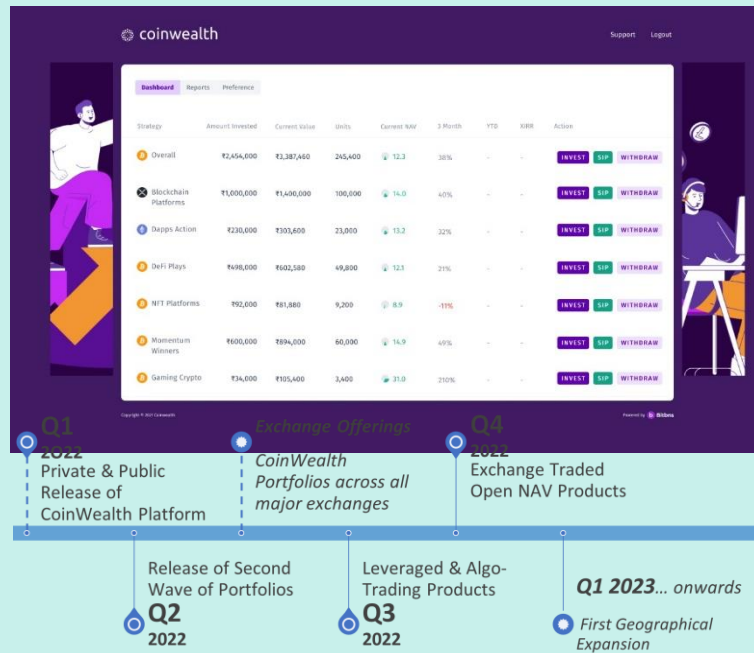 coinwealth
Support Logout
Dashboard Reports Preference
Strategy Amount Invested Current Value Units Current NAV 3 Month YTD XIRR Action
Overall ₹2,454,000 ₹3,387,460 245,400 12.3 38% - - INVEST SIP WITHDRAW
Blockchain
Platforms ₹1,000,000 ₹1,400,000 100,000 14.0 40% - - INVEST SIP WITHDRAW
Dapps Action ₹230,000 ₹303,600 23,000 13.2 32% - - INVEST SIP WITHDRAW
DeFi Plays ₹498,000 ₹602,580 49,800 12.1 21% - - INVEST SIP WITHDRAW
NFT Platforms ₹92,000 ₹81,880 9,200 8.9 -11% - - INVEST SIP WITHDRAW
Momentum
Winners ₹600,000 ₹894,000 60,000 14.9 49% - - INVEST SIP WITHDRAW
Gaming Crypto ₹34,000 ₹105,400 3,400 31.0 210% - - INVEST SIP WITHDRAW
Copyright © 2021 Coinwealth
Powered by Bitbns
Q1
2022
Private & Public
Release of
CoinWealth Platform
Exchange Offerings
CoinWealth
Portfolios across all
major exchanges
Q4
2022
Exchange Traded
Open NAV Products
Release of Second
Wave of Portfolios
Q2
2022
Leveraged & Algo-
Trading Products
Q3
2022
Q1 2023... onwards
First Geographical
Expansion